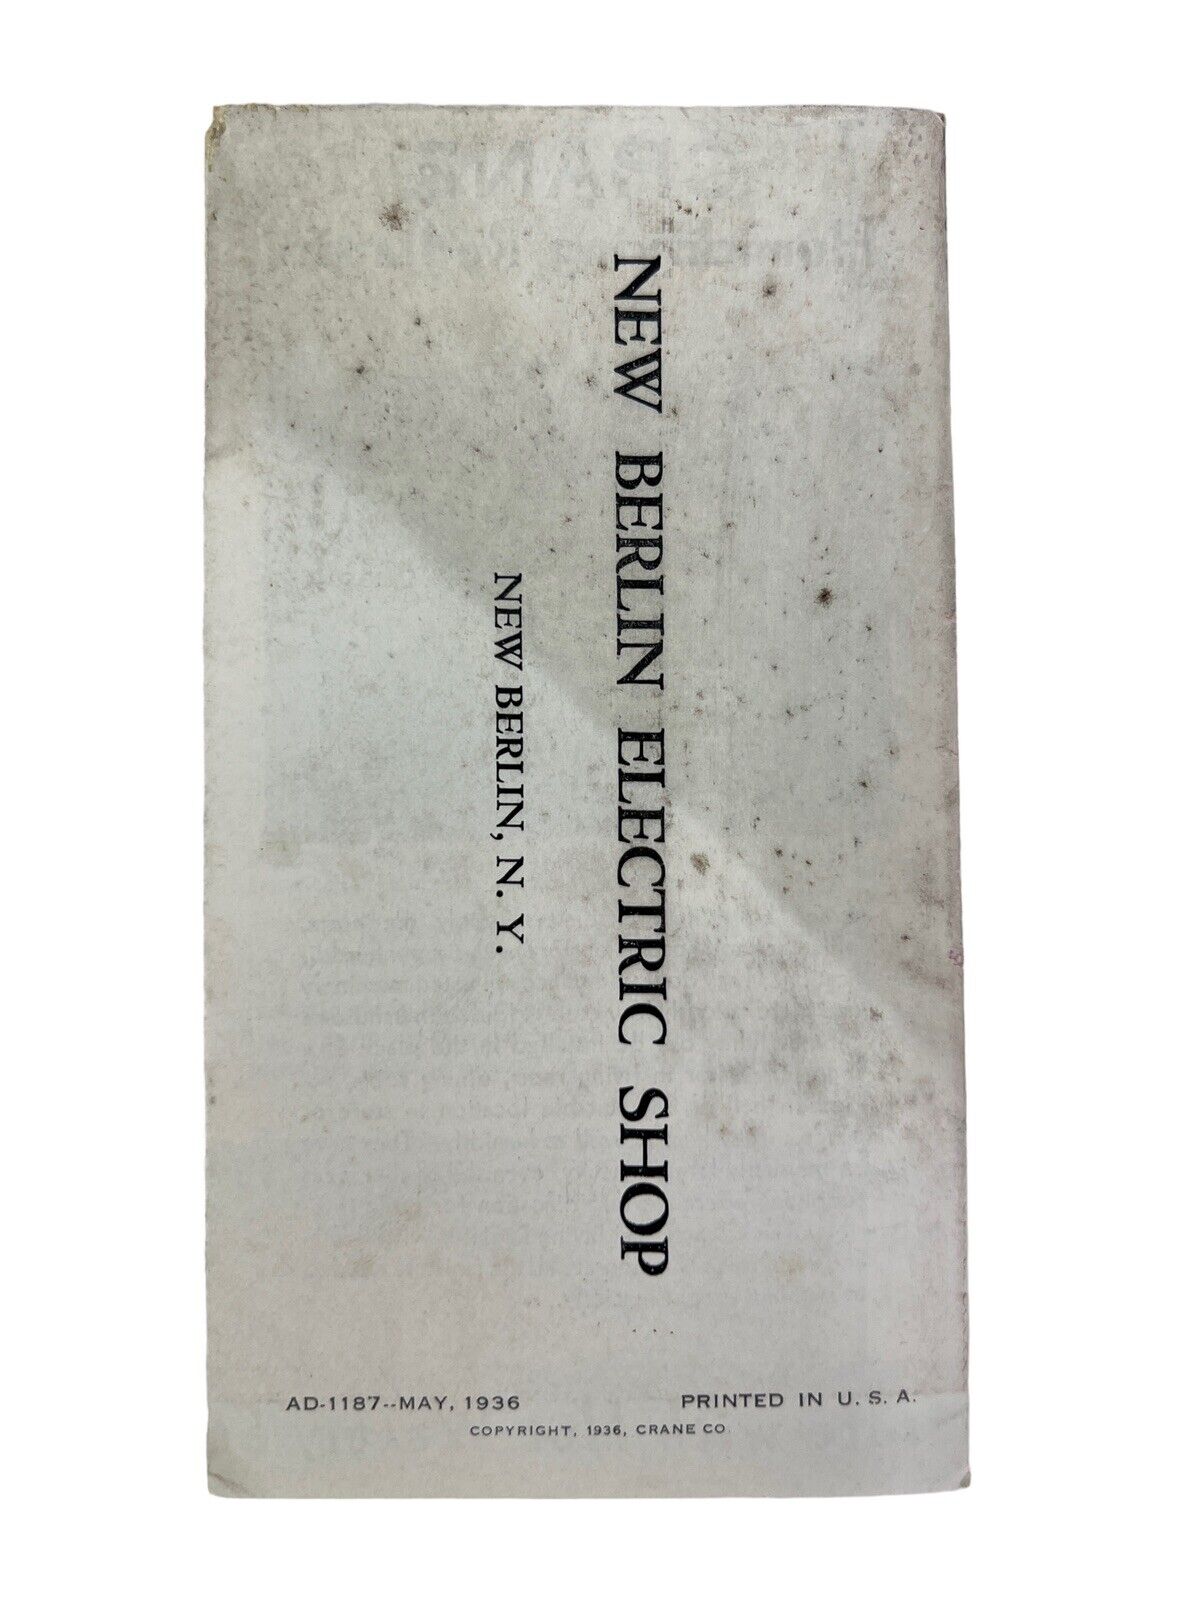 NEW BERLIN ELECTRIC SHOP
NEW BERLIN, N. Y.
AD-1187--MAY, 1936 PRINTED IN U. S. A.
COPYRIGHT, 1936, CRANE CO.